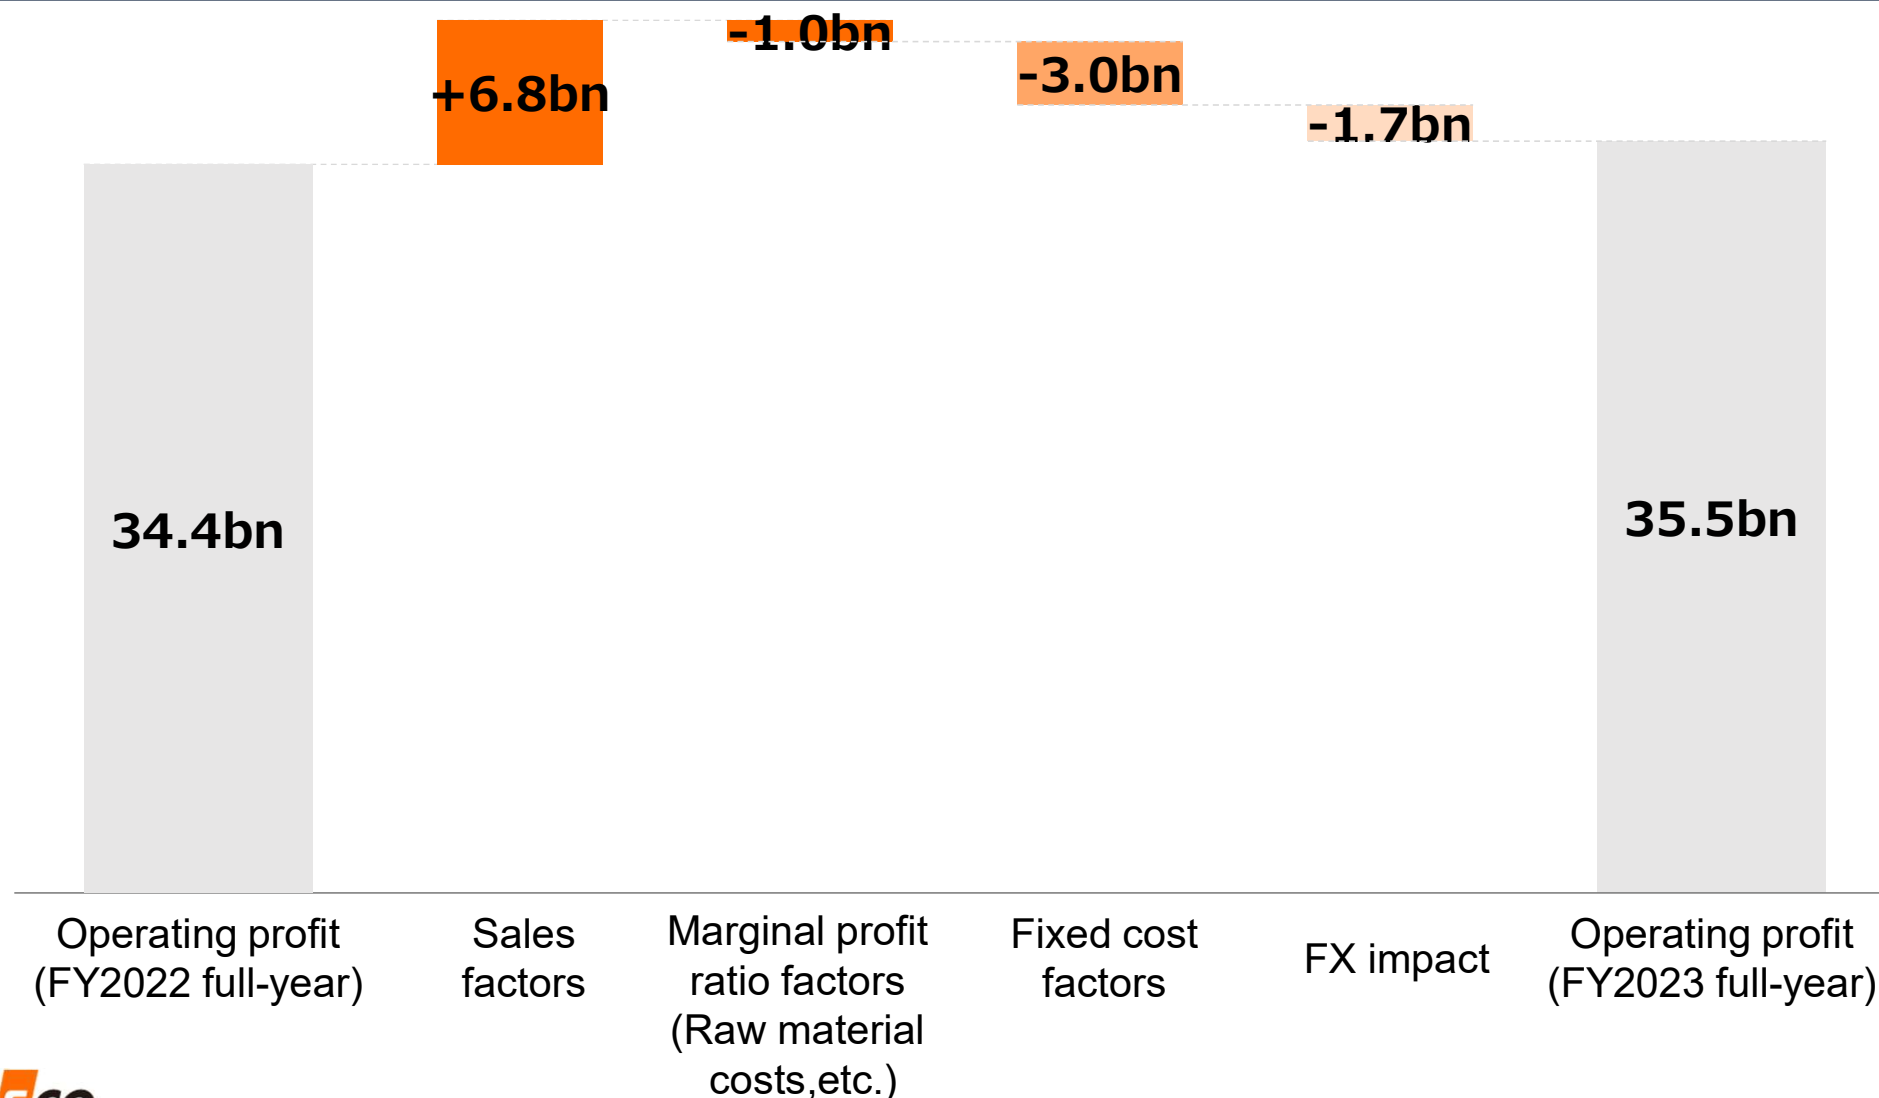 -1.0bn
+6.8bn
-3.0bn
-1.7bn
34.4bn
35.5bn
Operating profit
(FY2022 full-year)
Sales
factors
Marginal profit
ratio factors
(Raw material
costs,etc.)
Fixed cost
factors
FX impact
Operating profit
(FY2023 full-year)